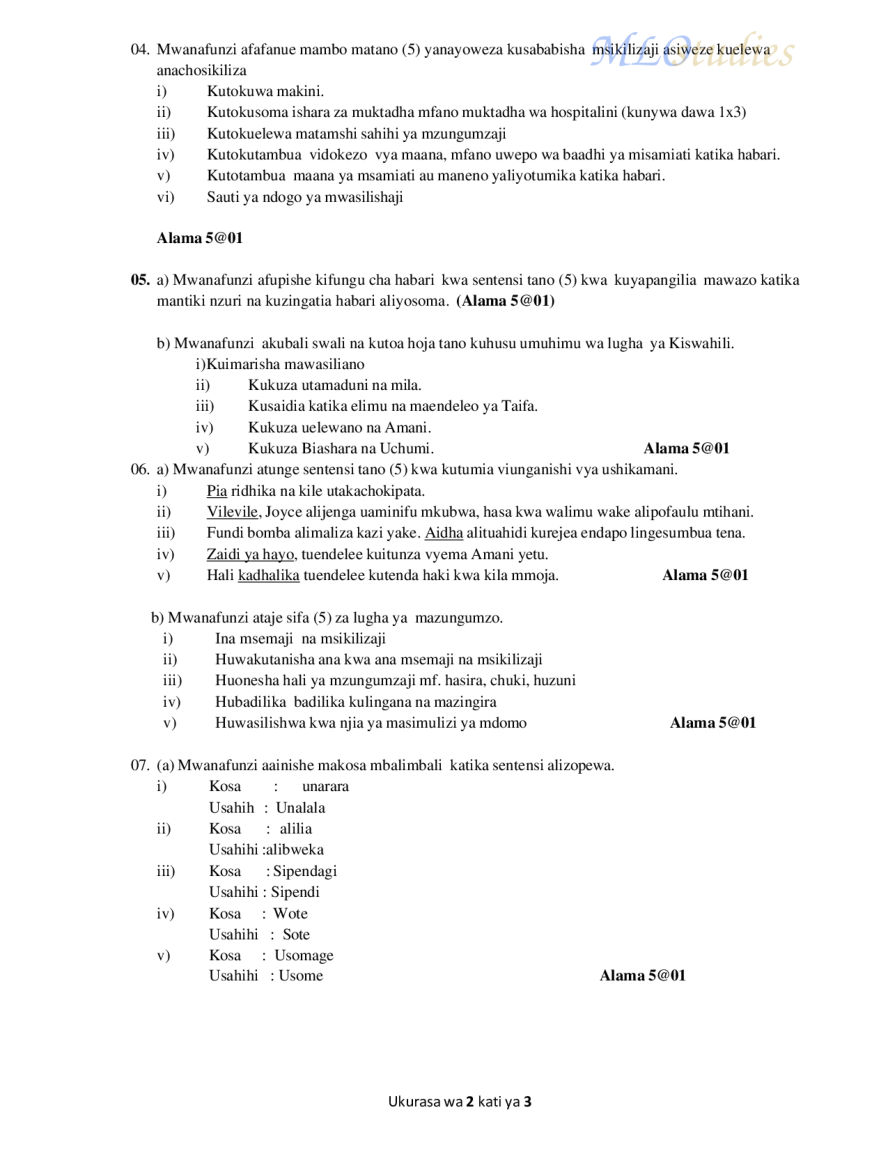 MLOstudies
04. Mwanafunzi afafanue mambo matano (5) yanayoweza kusababisha msikilizaji asiweze kuelewa
anachosikiliza
i) Kutokuwa makini.
ii) Kutokusoma ishara za muktadha mfano muktadha wa hospitalini (kunywa dawa 1x3)
iii) Kutokuelewa matamshi sahihi ya mzungumzaji
iv) Kutokutambua vidokezo vya maana, mfano uwepo wa baadhi ya misamiati katika habari.
v) Kutotambua maana ya msamiati au maneno yaliyotumika katika habari.
vi) Sauti ya ndogo ya mwasilishaji
Alama 5@01
05. a) Mwanafunzi afupishe kifungu cha habari kwa sentensi tano (5) kwa kuyapangilia mawazo katika
mantiki nzuri na kuzingatia habari aliyosoma. (Alama 5@01)
b) Mwanafunzi akubali swali na kutoa hoja tano kuhusu umuhimu wa lugha ya Kiswahili.
i)Kuimarisha mawasiliano
ii) Kukuza utamaduni na mila.
iii) Kusaidia katika elimu na maendeleo ya Taifa.
iv) Kukuza uelewano na Amani.
v) Kukuza Biashara na Uchumi. Alama 5@01
06. a) Mwanafunzi atunge sentensi tano (5) kwa kutumia viunganishi vya ushikamani.
i) Pia ridhika na kile utakachokipata.
ii) Vilevile, Joyce alijenga uaminifu mkubwa, hasa kwa walimu wake alipofaulu mtihani.
iii) Fundi bomba alimaliza kazi yake. Aidha alituahidi kurejea endapo lingesumbua tena.
iv) Zaidi ya hayo, tuendelee kuitunza vyema Amani yetu.
v) Hali kadhalika tuendelee kutenda haki kwa kila mmoja. Alama 5@01
b) Mwanafunzi ataje sifa (5) za lugha ya mazungumzo.
i) Ina msemaji na msikilizaji
ii) Huwakutanisha ana kwa ana msemaji na msikilizaji
iii) Huonesha hali ya mzungumzaji mf. hasira, chuki, huzuni
iv) Hubadilika badilika kulingana na mazingira
v) Huwasilishwa kwa njia ya masimulizi ya mdomo Alama 5@01
07. (a) Mwanafunzi aainishe makosa mbalimbali katika sentensi alizopewa.
i) Kosa : unarara
Usahih : Unalala
ii) Kosa : alilia
Usahihi :alibweka
iii) Kosa : Sipendagi
Usahihi : Sipendi
iv) Kosa : Wote
Usahihi : Sote
v) Kosa : Usomage
Usahihi : Usome Alama 5@01
Ukurasa wa 2 kati ya 3